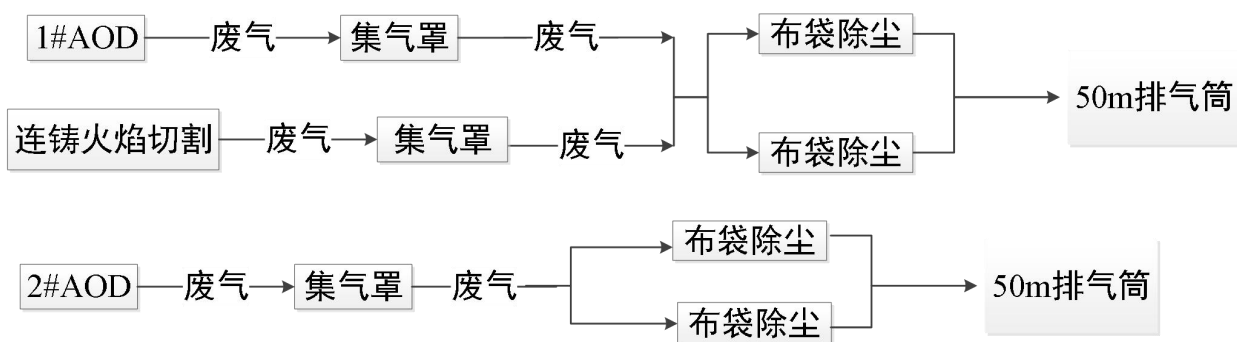 1#AOD 废气 集气罩 废气 布袋除尘
50m排气筒
连铸火焰切割 废气 集气罩 废气 布袋除尘
布袋除尘
2#AOD 废气 集气罩 废气 50m排气筒
布袋除尘